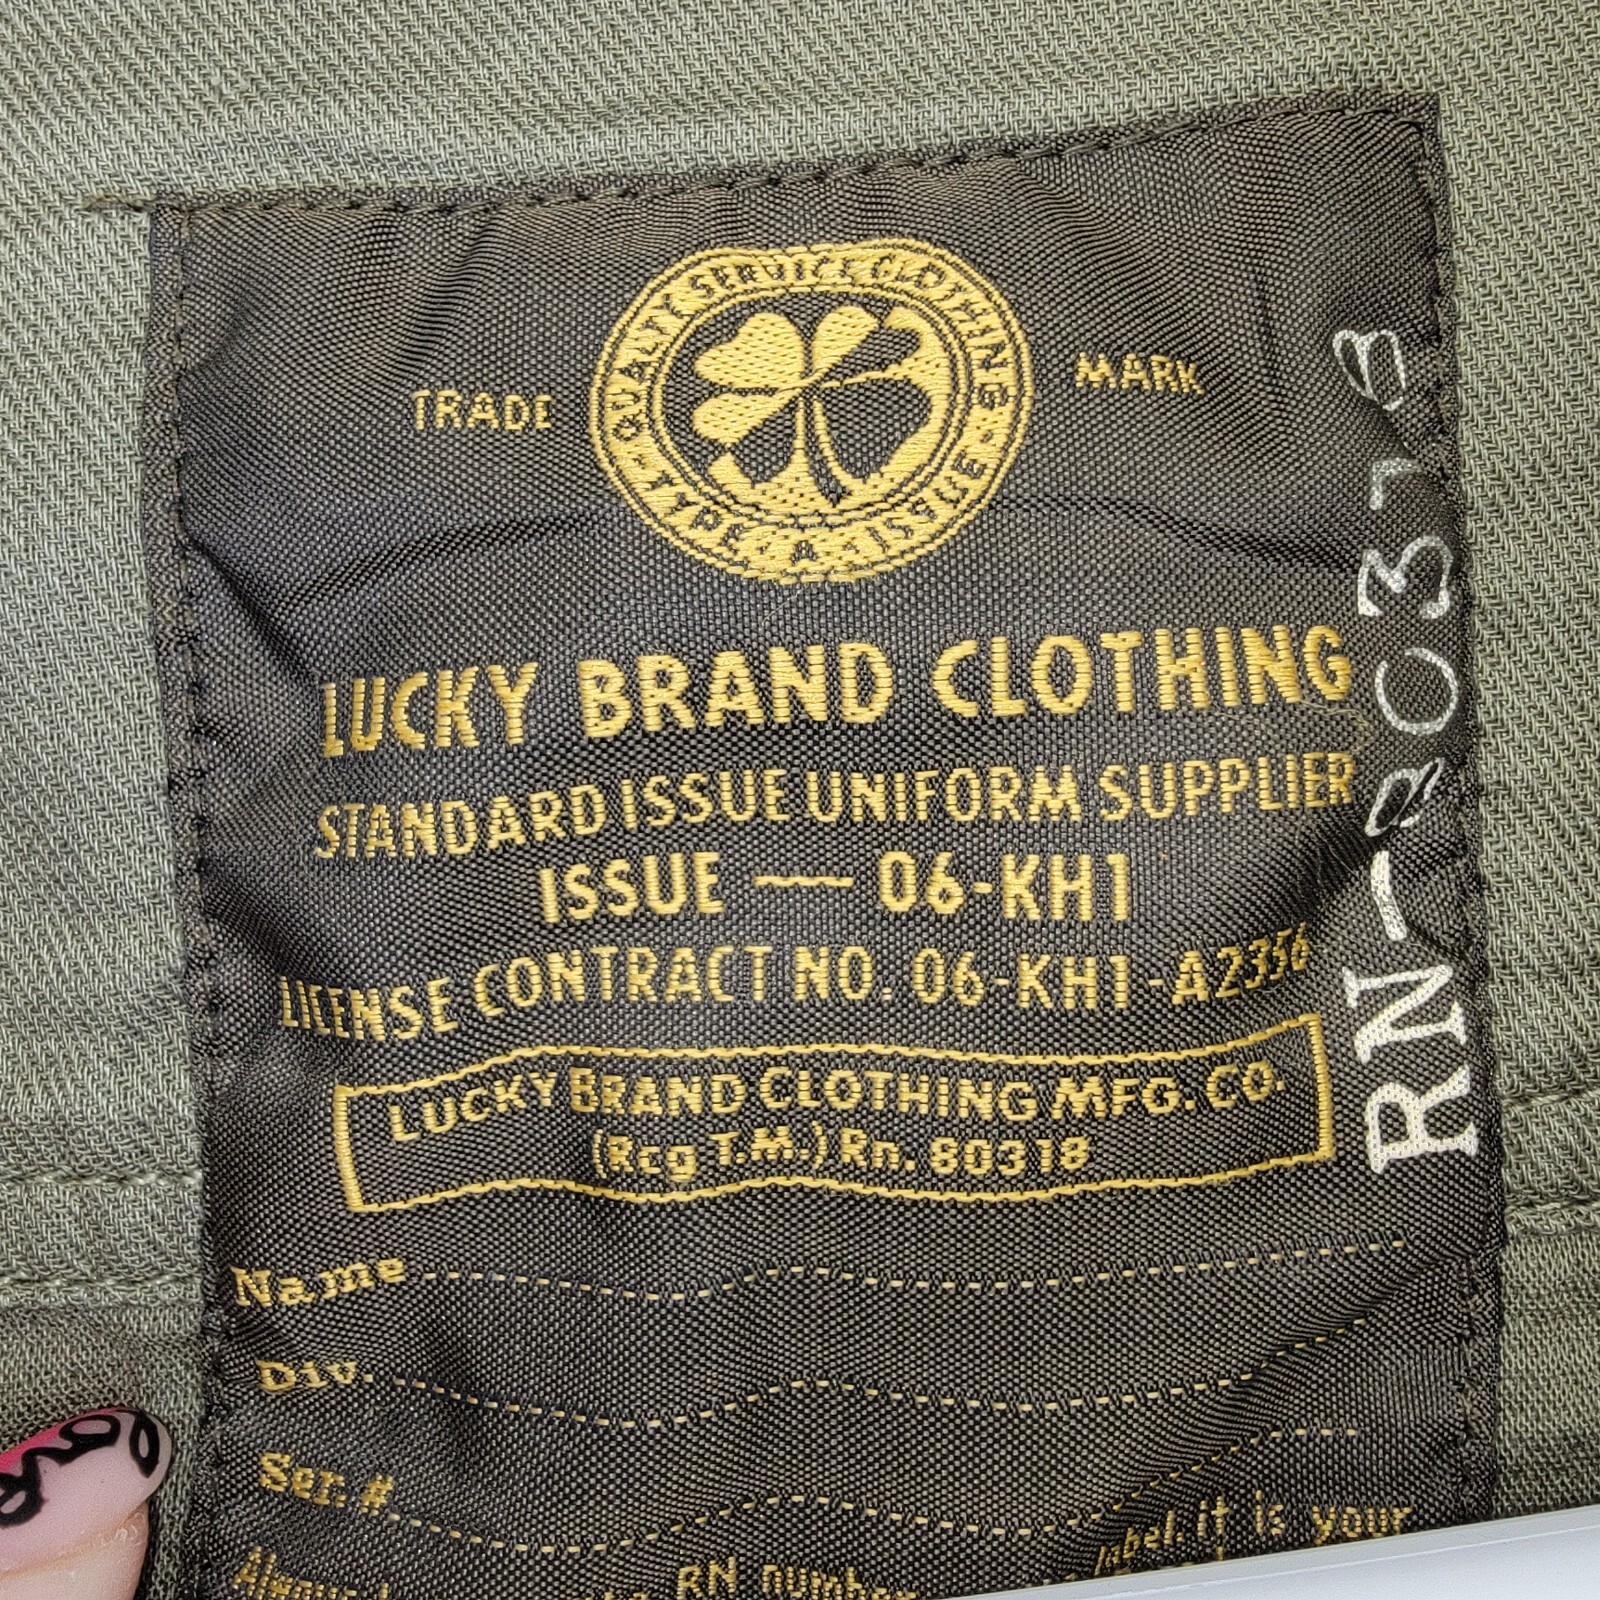 QUALITY SERVICE CLOTHING
TYPE · A · ISSUE
TRADE MARK
LUCKY BRAND CLOTHING
STANDARD ISSUE UNIFORM SUPPLIER
ISSUE — 06-KH1
LICENSE CONTRACT NO. 06-KH1-A2356
LUCKY BRAND CLOTHING MFG. CO.
(Reg T.M.) Rn. 80318
RN-80318
Name
Div.
Ser. #
RN number
label. it is your